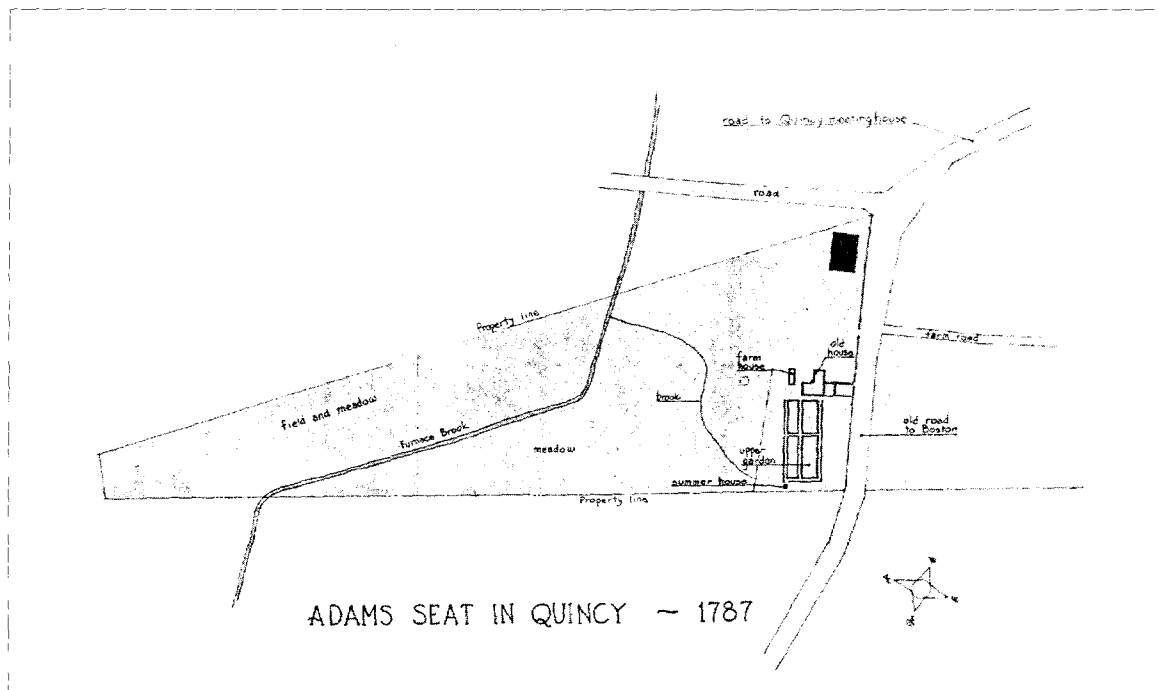 road to Quincy meetinghouse
road
Property line
farm
house
old
house
farm road
Field and meadow
brook
Furnace Brook
old road
to Boston
meadow
upper
garden
summer house
Property line
ADAMS SEAT IN QUINCY ~ 1787